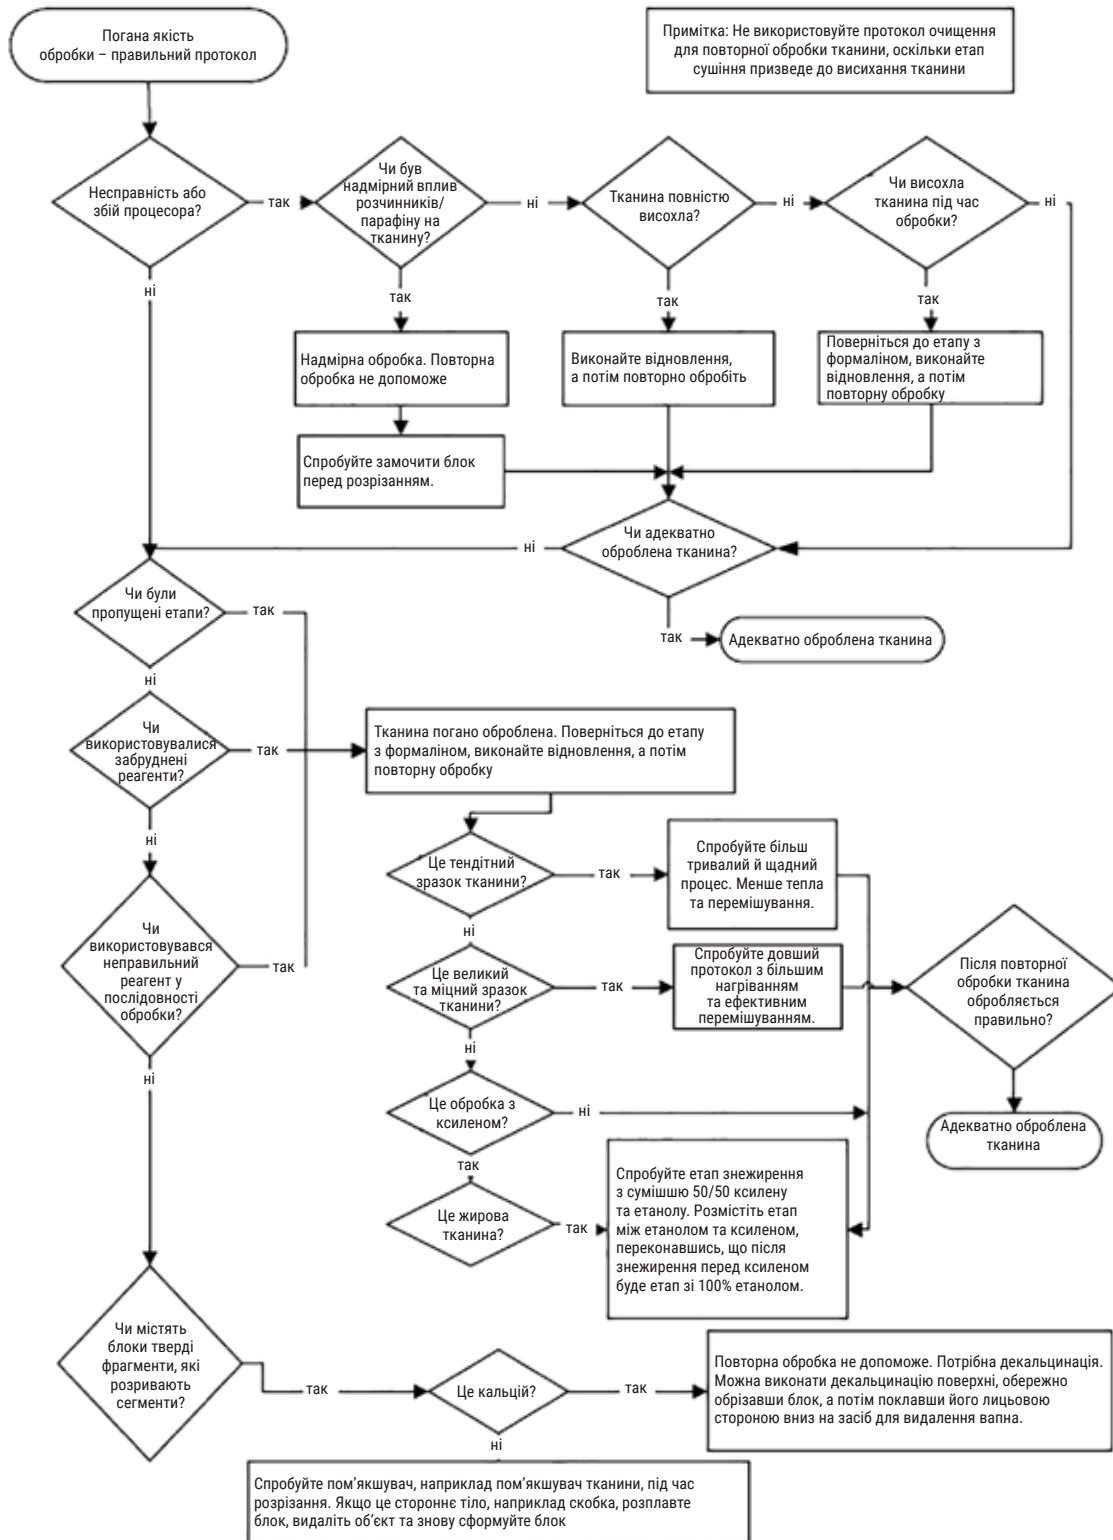 Погана якість
обробки – правильний протокол
Примітка: Не використовуйте протокол очищення
для повторної обробки тканини, оскільки етап
сушіння призведе до висихання тканини
Несправність або
збій процесора?
так
Чи був
надмірний вплив
розчинників/
парафіну на
тканину?
ні
Тканина повністю
висохла?
ні
Чи висохла
тканина під час
обробки?
ні
ні
так
так
так
Надмірна обробка. Повторна
обробка не допоможе
Виконайте відновлення,
а потім повторно обробіть
Поверніться до етапу з
формаліном, виконайте
відновлення, а потім
повторну обробку
Спробуйте замочити блок
перед розрізанням.
Чи адекватно
оброблена тканина?
ні
так
Адекватно оброблена тканина
Чи були
пропущені етапи?
так
ні
Чи
використовувалися
забруднені
реагенти?
так
Тканина погано оброблена. Поверніться до етапу
з формаліном, виконайте відновлення, а потім
повторну обробку
ні
Чи
використовувався
неправильний
реагент у
послідовності
обробки?
так
ні
Це тендітний
зразок тканини?
так
Спробуйте більш
тривалий й щадний
процес. Менше тепла
та перемішування.
ні
Це великий
та міцний зразок
тканини?
так
Спробуйте довший
протокол з більшим
нагріванням
та ефективним
перемішуванням.
Після повторної
обробки тканина
обробляється
правильно?
ні
Це обробка з
ксиленом?
ні
Адекватно оброблена
тканина
так
Це жирова
тканина?
так
Спробуйте етап знежирення
з сумішшю 50/50 ксилену
та етанолу. Розмістіть етап
між етанолом та ксиленом,
переконавшись, що після
знежирення перед ксиленом
буде етап зі 100% етанолом.
Чи містять
блоки тверді
фрагменти, які
розривають
сегменти?
так
Це кальцій?
так
Повторна обробка не допоможе. Потрібна декальцинація.
Можна виконати декальцинацію поверхні, обережно
обрізавши блок, а потім поклавши його лицьовою
стороною вниз на засіб для видалення вапна.
ні
Спробуйте пом’якшувач, наприклад пом’якшувач тканини, під час
розрізання. Якщо це стороннє тіло, наприклад скобка, розплавте
блок, видаліть об’єкт та знову сформуйте блок